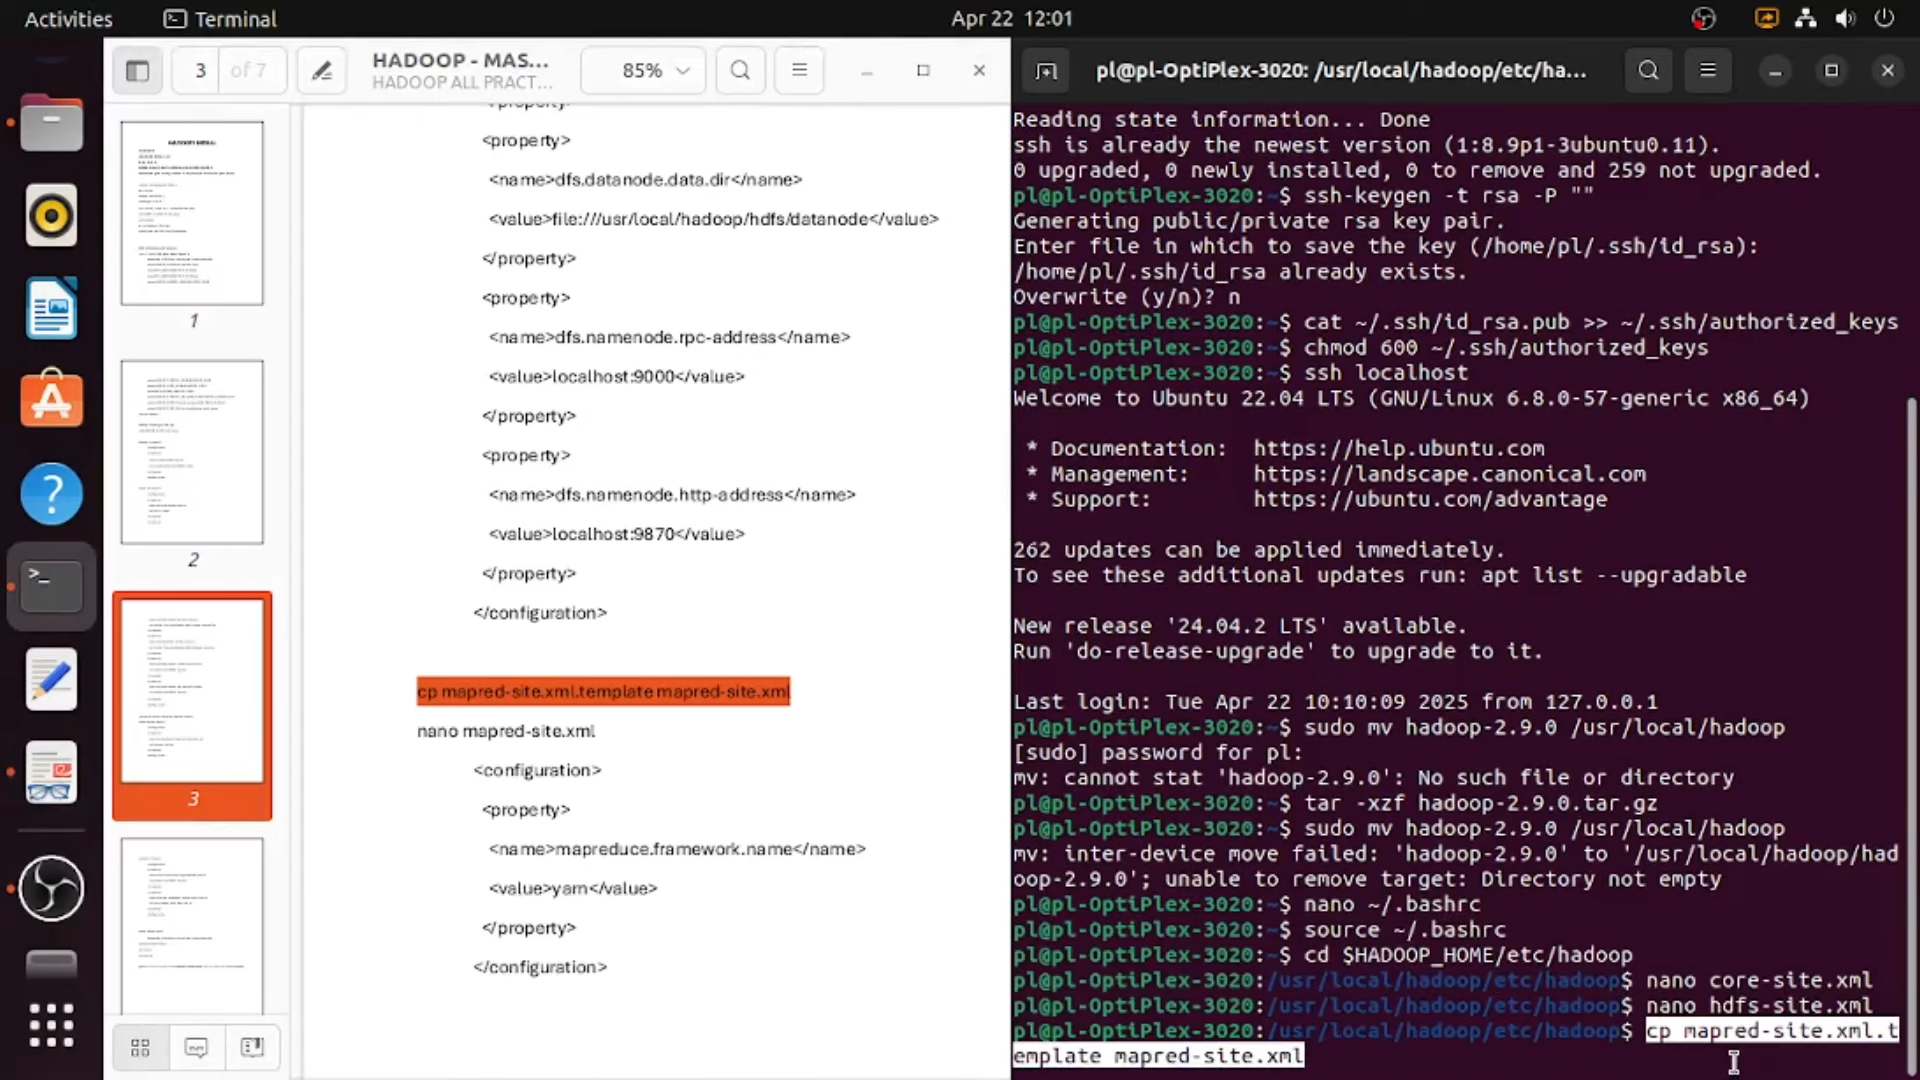 Activities
Terminal
Apr 22 12:01
3 of 7
HADOOP - MAS...
HADOOP ALL PRACT...
85%
1
2
3
<property>
<name>dfs.datanode.data.dir</name>
<value>file:///usr/local/hadoop/hdfs/datanode</value>
</property>
<property>
<name>dfs.namenode.rpc-address</name>
<value>localhost:9000</value>
</property>
<property>
<name>dfs.namenode.http-address</name>
<value>localhost:9870</value>
</property>
</configuration>
cp mapred-site.xml.template mapred-site.xml
nano mapred-site.xml
<configuration>
<property>
<name>mapreduce.framework.name</name>
<value>yarn</value>
</property>
</configuration>
pl@pl-OptiPlex-3020: /usr/local/hadoop/etc/ha...
Reading state information... Done
ssh is already the newest version (1:8.9p1-3ubuntu0.11).
0 upgraded, 0 newly installed, 0 to remove and 259 not upgraded.
pl@pl-OptiPlex-3020:~$ ssh-keygen -t rsa -P ""
Generating public/private rsa key pair.
Enter file in which to save the key (/home/pl/.ssh/id_rsa):
/home/pl/.ssh/id_rsa already exists.
Overwrite (y/n)? n
pl@pl-OptiPlex-3020:~$ cat ~/.ssh/id_rsa.pub >> ~/.ssh/authorized_keys
pl@pl-OptiPlex-3020:~$ chmod 600 ~/.ssh/authorized_keys
pl@pl-OptiPlex-3020:~$ ssh localhost
Welcome to Ubuntu 22.04 LTS (GNU/Linux 6.8.0-57-generic x86_64)
* Documentation: https://help.ubuntu.com
* Management: https://landscape.canonical.com
* Support: https://ubuntu.com/advantage
262 updates can be applied immediately.
To see these additional updates run: apt list --upgradable
New release '24.04.2 LTS' available.
Run 'do-release-upgrade' to upgrade to it.
Last login: Tue Apr 22 10:10:09 2025 from 127.0.0.1
pl@pl-OptiPlex-3020:~$ sudo mv hadoop-2.9.0 /usr/local/hadoop
[sudo] password for pl:
mv: cannot stat 'hadoop-2.9.0': No such file or directory
pl@pl-OptiPlex-3020:~$ tar -xzf hadoop-2.9.0.tar.gz
pl@pl-OptiPlex-3020:~$ sudo mv hadoop-2.9.0 /usr/local/hadoop
mv: inter-device move failed: 'hadoop-2.9.0' to '/usr/local/hadoop/had
oop-2.9.0'; unable to remove target: Directory not empty
pl@pl-OptiPlex-3020:~$ nano ~/.bashrc
pl@pl-OptiPlex-3020:~$ source ~/.bashrc
pl@pl-OptiPlex-3020:~$ cd $HADOOP_HOME/etc/hadoop
pl@pl-OptiPlex-3020:/usr/local/hadoop/etc/hadoop$ nano core-site.xml
pl@pl-OptiPlex-3020:/usr/local/hadoop/etc/hadoop$ nano hdfs-site.xml
pl@pl-OptiPlex-3020:/usr/local/hadoop/etc/hadoop$ cp mapred-site.xml.t
emplate mapred-site.xml